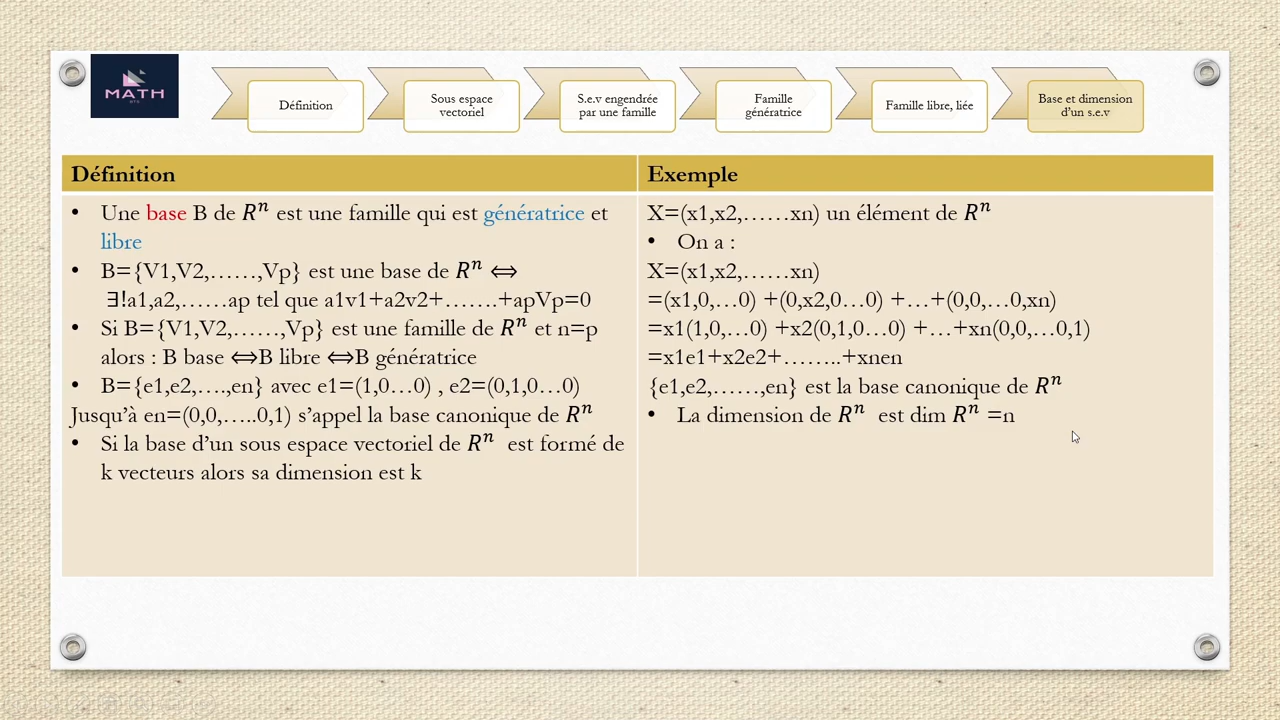 MATH
Définition
Sous espace
vectoriel
S.e.v engendrée
par une famille
Famille
génératrice
Famille libre, liée
Base et dimension
d’un s.e.v
Définition
Exemple
• Une base B de Rⁿ est une famille qui est génératrice et
libre
• B={V1,V2,……,Vp} est une base de Rⁿ ⟺
∃!a1,a2,……ap tel que a1v1+a2v2+…….+apVp=0
• Si B={V1,V2,……,Vp} est une famille de Rⁿ et n=p
alors : B base ⟺B libre ⟺B génératrice
• B={e1,e2,….,en} avec e1=(1,0…0) , e2=(0,1,0…0)
Jusqu’à en=(0,0,…..0,1) s’appel la base canonique de Rⁿ
• Si la base d’un sous espace vectoriel de Rⁿ est formé de
k vecteurs alors sa dimension est k
X=(x1,x2,……xn) un élément de Rⁿ
• On a :
X=(x1,x2,……xn)
=(x1,0,…0) +(0,x2,0…0) +…+(0,0,…0,xn)
=x1(1,0,…0) +x2(0,1,0…0) +…+xn(0,0,…0,1)
=x1e1+x2e2+……..+xnen
{e1,e2,……,en} est la base canonique de Rⁿ
• La dimension de Rⁿ est dim Rⁿ =n